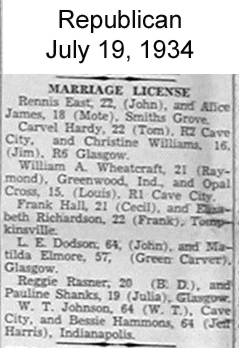 Republican
July 19, 1934
MARRIAGE LICENSE
Rennis East, 22, (John), and Alice
James, 18 (Mote), Smiths Grove.
Carvel Hardy, 22 (Tom), R2 Cave
City, and Christine Williams, 16,
(Jim), R6 Glasgow.
William A. Wheatcraft, 21 (Ray-
mond), Greenwood, Ind., and Opal
Cross, 15, (Louis), R1 Cave City.
Frank Hall, 21 (Cecil), and Eliza-
beth Richardson, 22 (Frank), Tomp-
kinsville.
L. E. Dodson, 64, (John), and Ma-
tilda Elmore, 57, (Green Carver),
Glasgow.
Reggie Rasner, 20 (B. D.), and
Pauline Shanks, 19 (Julia), Glasgow.
W. T. Johnson, 64 (W. T.), Cave
City, and Bessie Hammons, 64 (Jeff
Harris), Indianapolis.